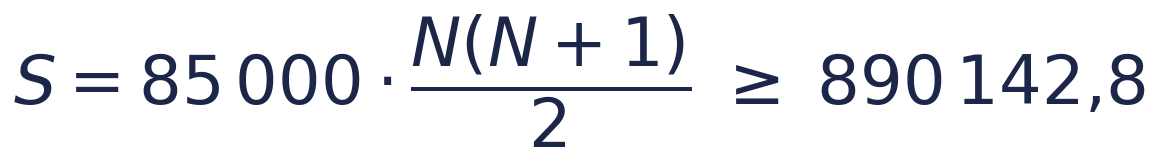 S = 85 000 · N(N + 1)/2 ≥ 890 142,8